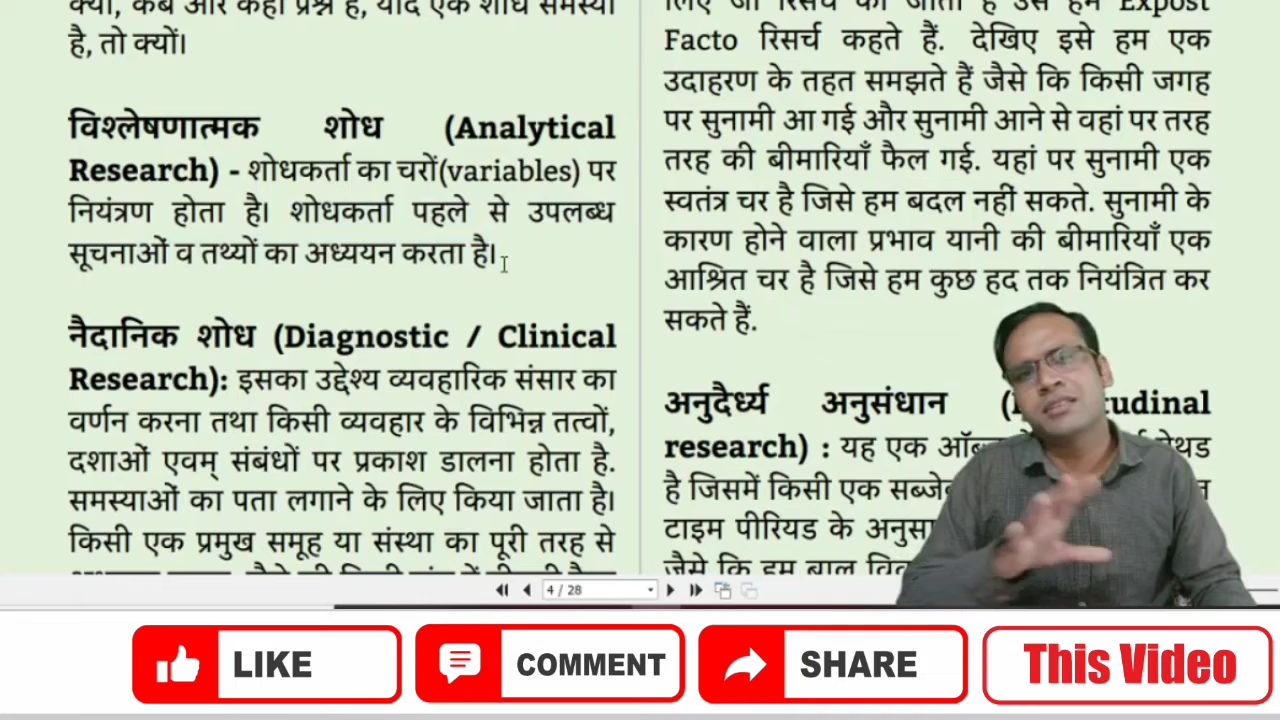 है, तो क्यों।
विश्लेषणात्मक शोध (Analytical
Research) - शोधकर्ता का चरों(variables) पर
नियंत्रण होता है। शोधकर्ता पहले से उपलब्ध
सूचनाओं व तथ्यों का अध्ययन करता है।
नैदानिक शोध (Diagnostic / Clinical
Research): इसका उद्देश्य व्यवहारिक संसार का
वर्णन करना तथा किसी व्यवहार के विभिन्न तत्वों,
दशाओं एवम् संबंधों पर प्रकाश डालना होता है.
समस्याओं का पता लगाने के लिए किया जाता है।
किसी एक प्रमुख समूह या संस्था का पूरी तरह से
Facto रिसर्च कहते हैं. देखिए इसे हम एक
उदाहरण के तहत समझते हैं जैसे कि किसी जगह
पर सुनामी आ गई और सुनामी आने से वहां पर तरह
तरह की बीमारियाँ फैल गई. यहां पर सुनामी एक
स्वतंत्र चर है जिसे हम बदल नहीं सकते. सुनामी के
कारण होने वाला प्रभाव यानी की बीमारियाँ एक
आश्रित चर है जिसे हम कुछ हद तक नियंत्रित कर
सकते हैं.
अनुदैर्ध्य अनुसंधान
research) : यह एक
है जिसमें किसी एक
टाइम पीरियड के
जैसे कि हम बाल
4 / 28
LIKE
COMMENT
SHARE
This Video